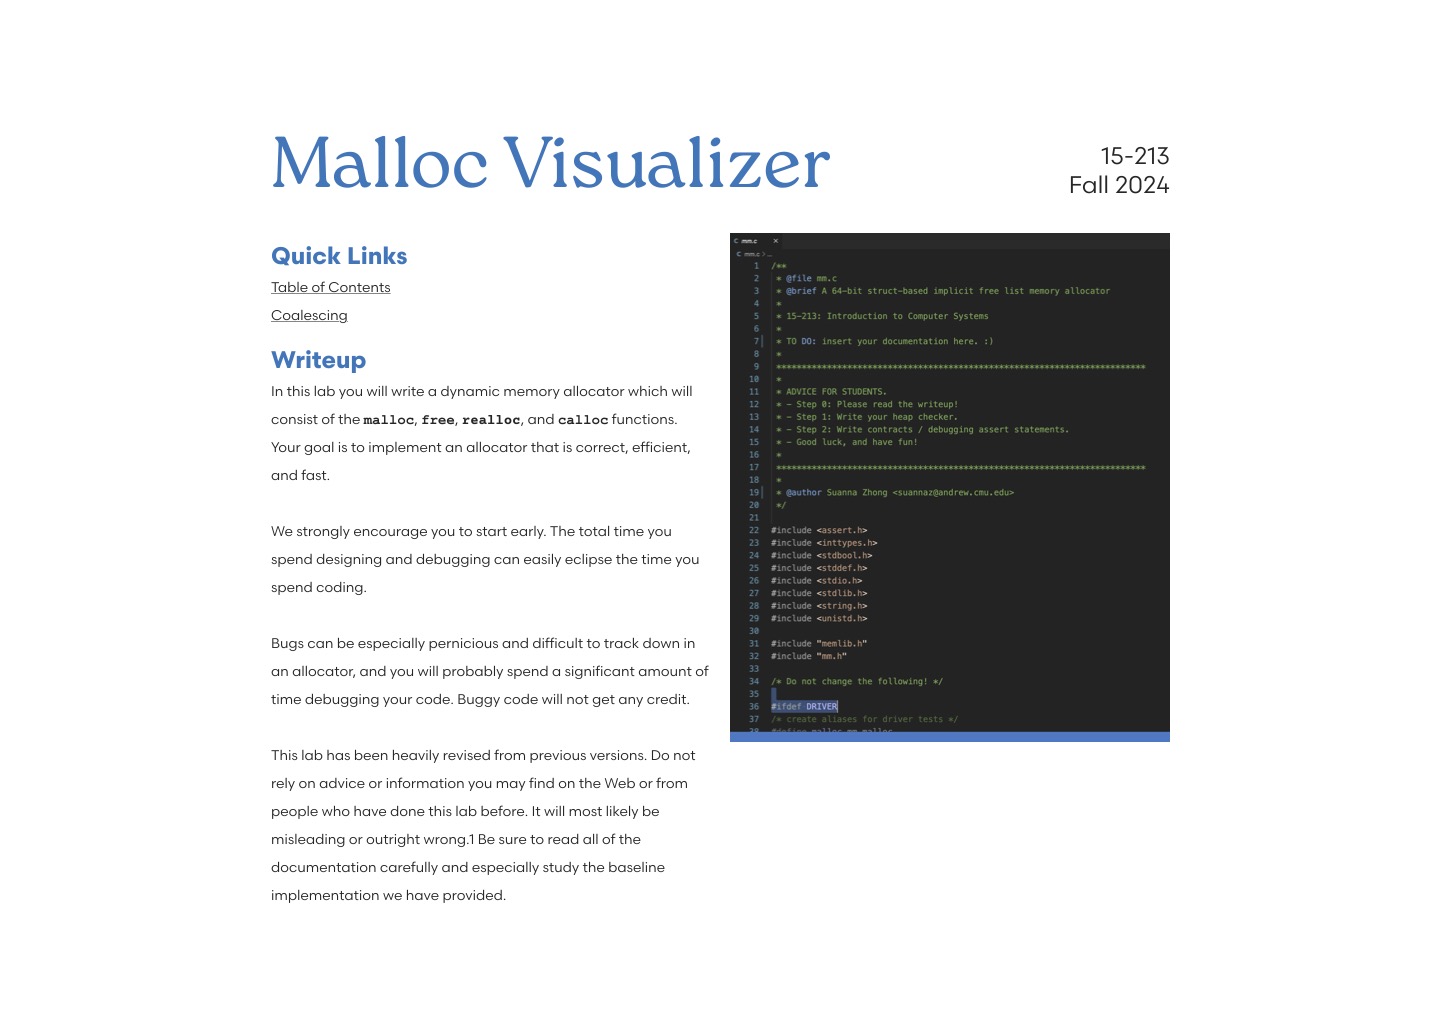 Malloc Visualizer
15-213
Fall 2024
Quick Links
Table of Contents
Coalescing
Writeup
In this lab you will write a dynamic memory allocator which will
consist of the malloc, free, realloc, and calloc functions.
Your goal is to implement an allocator that is correct, efficient,
and fast.
We strongly encourage you to start early. The total time you
spend designing and debugging can easily eclipse the time you
spend coding.
Bugs can be especially pernicious and difficult to track down in
an allocator, and you will probably spend a significant amount of
time debugging your code. Buggy code will not get any credit.
This lab has been heavily revised from previous versions. Do not
rely on advice or information you may find on the Web or from
people who have done this lab before. It will most likely be
misleading or outright wrong.1 Be sure to read all of the
documentation carefully and especially study the baseline
implementation we have provided.
C mm.c ×
C mm.c > ...
1 /**
2 * @file mm.c
3 * @brief A 64-bit struct-based implicit free list memory allocator
4 *
5 * 15-213: Introduction to Computer Systems
6 *
7 * TO DO: insert your documentation here. :)
8 *
9 *************************************************************************
10 *
11 * ADVICE FOR STUDENTS.
12 * - Step 0: Please read the writeup!
13 * - Step 1: Write your heap checker.
14 * - Step 2: Write contracts / debugging assert statements.
15 * - Good luck, and have fun!
16 *
17 *************************************************************************
18 *
19 * @author Suanna Zhong <suannaz@andrew.cmu.edu>
20 */
21
22 #include <assert.h>
23 #include <inttypes.h>
24 #include <stdbool.h>
25 #include <stddef.h>
26 #include <stdio.h>
27 #include <stdlib.h>
28 #include <string.h>
29 #include <unistd.h>
30
31 #include "memlib.h"
32 #include "mm.h"
33
34 /* Do not change the following! */
35
36 #ifdef DRIVER
37 /* create aliases for driver tests */
38 #define malloc mm_malloc